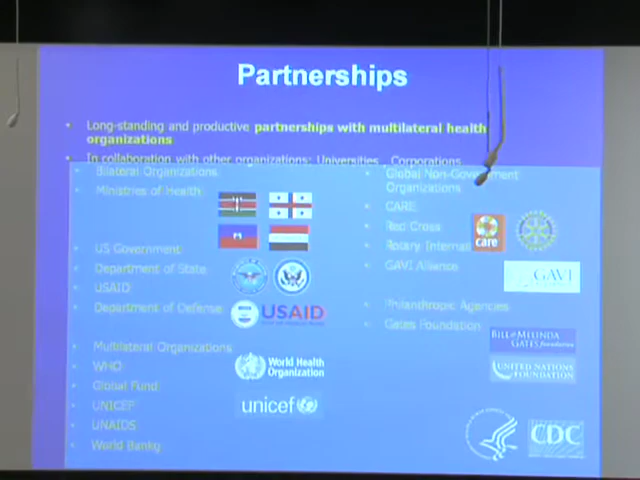 Partnerships
• Long-standing and productive partnerships with multilateral health
organizations
• In collaboration with other organizations: Universities, Corporations
• Bilateral Organizations
• Ministries of Health
• US Government
• Department of State
• USAID
• Department of Defense
USAID
• Multilateral Organizations
• WHO
World Health
Organization
• Global Fund
• UNICEF
unicef
• UNAIDS
• World Bank
• Global Non-Government
Organizations
• CARE
• Red Cross
care
• Rotary Internat
• GAVI Alliance
GAVI
• Philanthropic Agencies
• Gates Foundation
BILL & MELINDA
GATES foundation
UNITED NATIONS
FOUNDATION
CDC